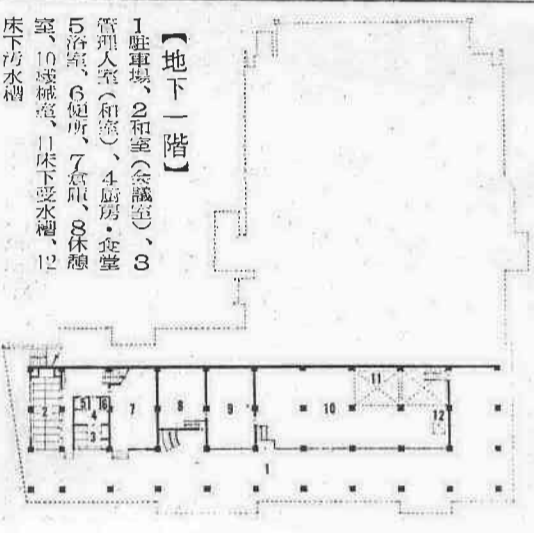 【地下一階】
1駐車場、2和室(会議室)、3
管理人室(和室)、4厨房・食堂
5浴室、6便所、7倉庫、8休憩
室、10機械室、11床下受水槽、12
床下汚水槽
11
2
5
6
4
3
7
8
9
10
12
1